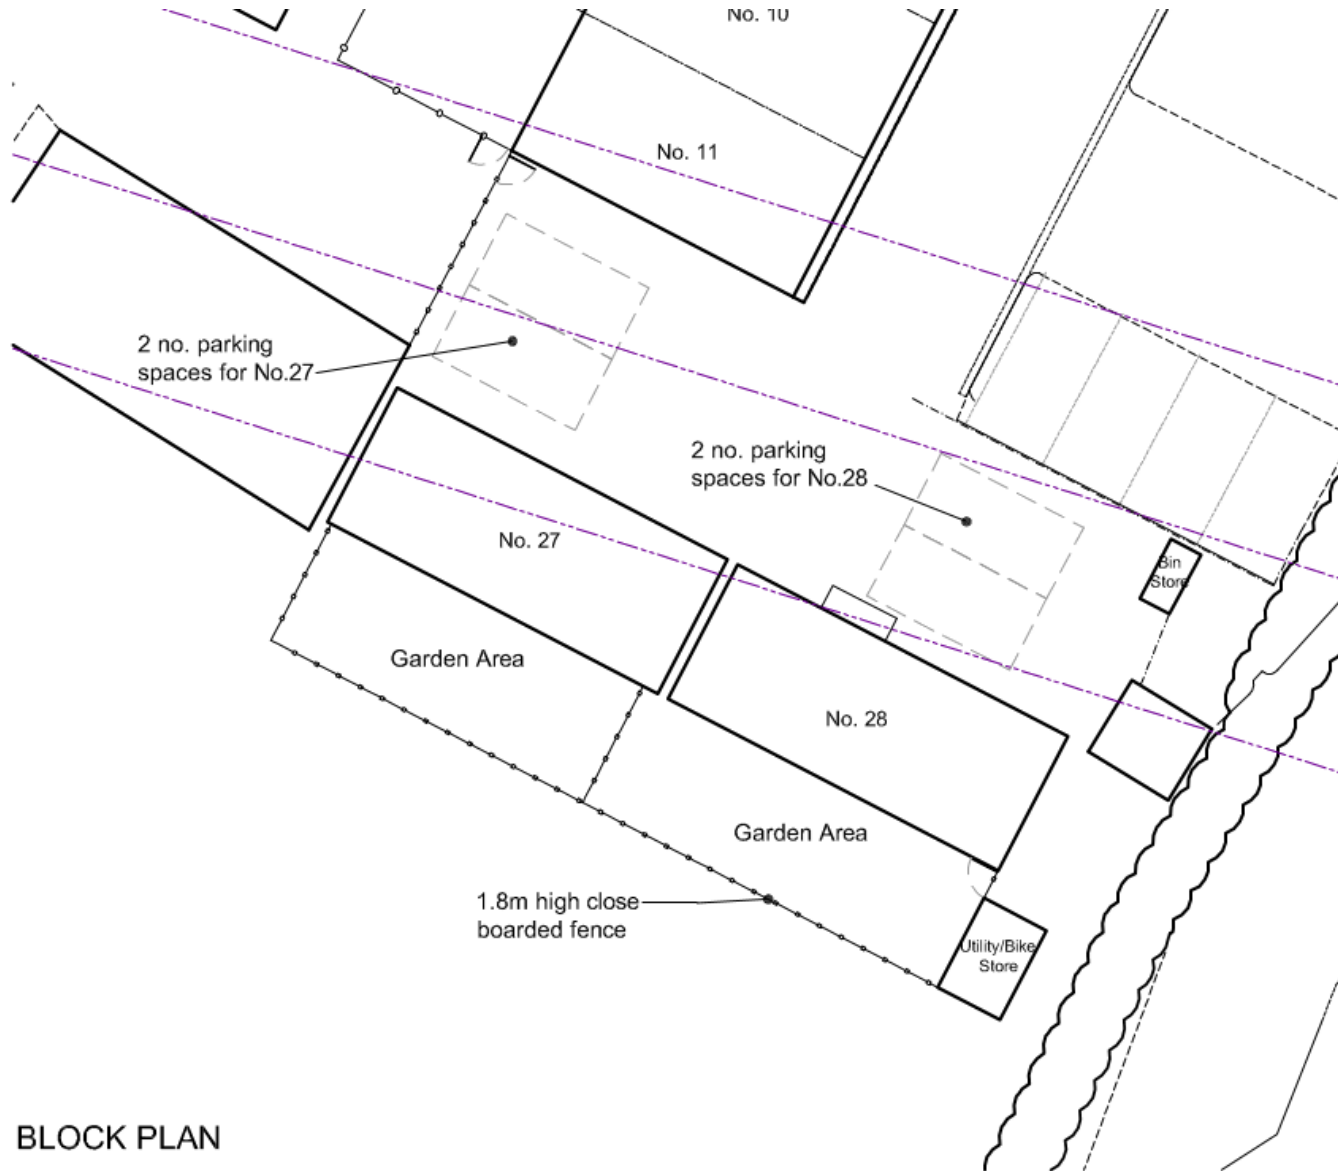 No. 10
No. 11
2 no. parking
spaces for No.27
2 no. parking
spaces for No.28
No. 27
Bin
Store
Garden Area
No. 28
Garden Area
1.8m high close
boarded fence
Utility/Bike
Store
BLOCK PLAN